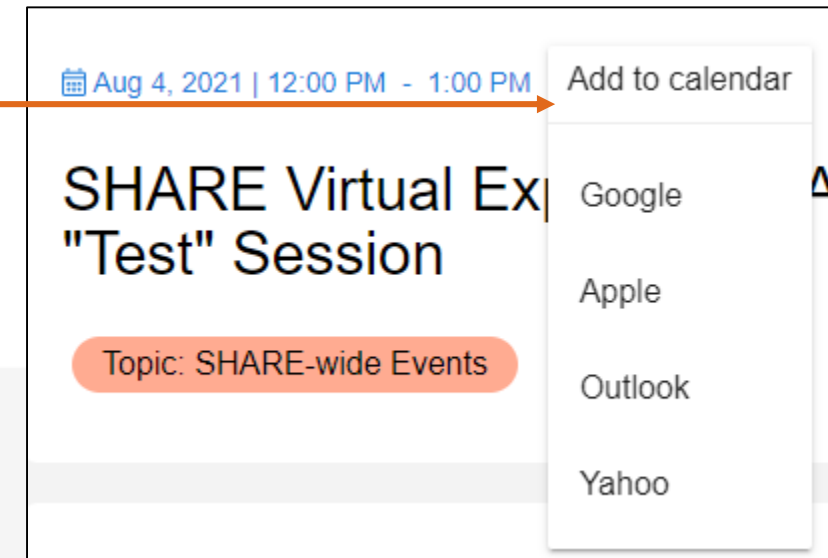 Aug 4, 2021 | 12:00 PM - 1:00 PM
Add to calendar
SHARE Virtual
"Test" Session
Topic: SHARE-wide Events
Google
Apple
Outlook
Yahoo